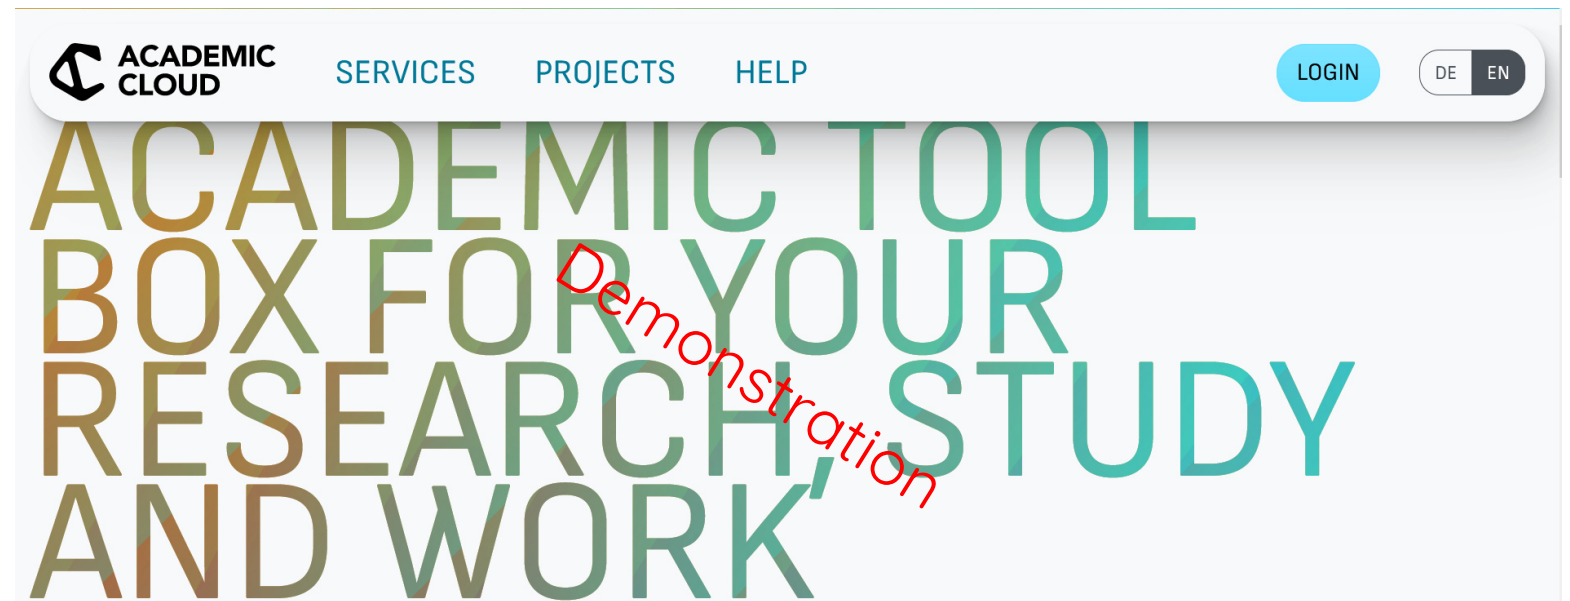 ACADEMIC
CLOUD
SERVICES PROJECTS HELP
LOGIN
DE EN
ACADEMIC TOOL
BOX FOR YOUR
RESEARCH, STUDY
AND WORK
Demonstration